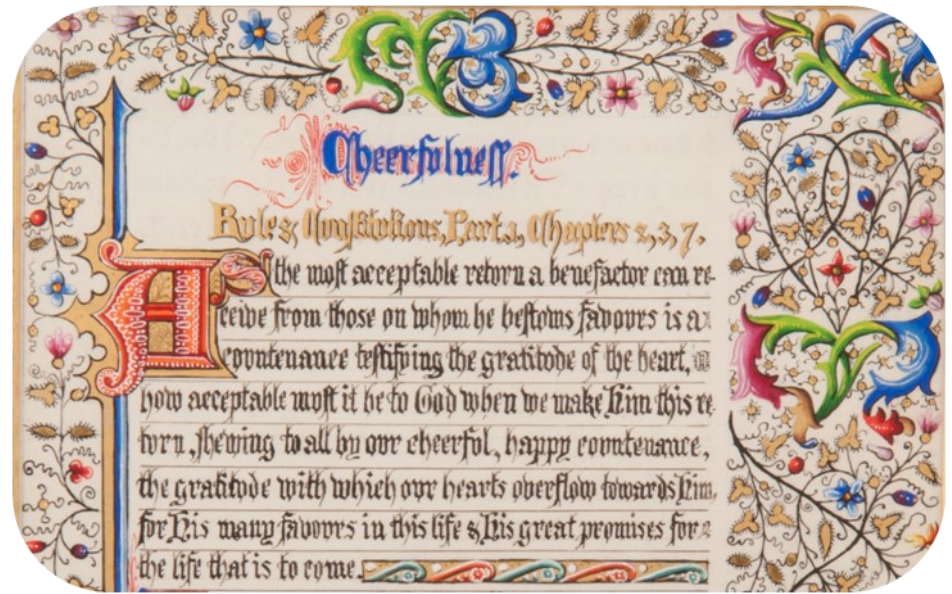 Cheerfulness.
Rule & Constitutions, Part 1, Chapters 2, 3, 7.
AS the most acceptable return a benefactor can re-
ceive from those on whom he bestows favours is a
countenance testifying the gratitude of the heart,
how acceptable must it be to God when we make Him this re
turn, shewing to all by our cheerful, happy countenance,
the gratitude with which our hearts overflow towards Him,
for His many favours in this life & His great promises for
the life that is to come.